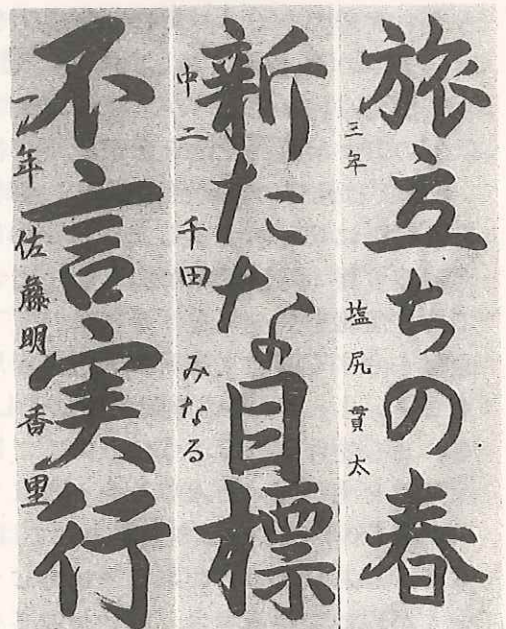 旅立ちの春
三年 塩尻貫太
新たな目標
中二 千田みなる
不言実行
一年 佐藤明香里